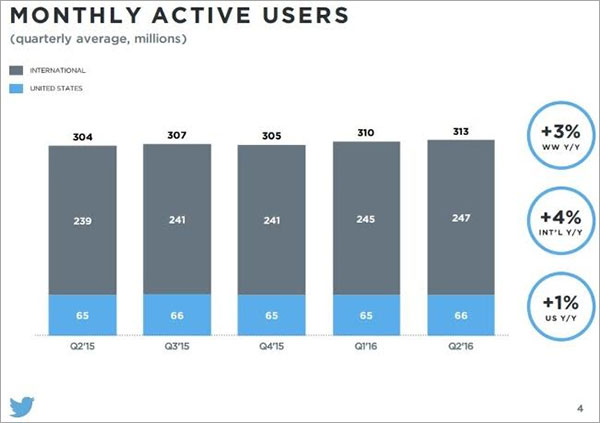 MONTHLY ACTIVE USERS
(quarterly average, millions)
INTERNATIONAL
UNITED STATES
304 307 305 310 313
239 241 241 245 247
65 66 65 65 66
Q2'15 Q3'15 Q4'15 Q1'16 Q2'16
+3%
WW Y/Y
+4%
INT'L Y/Y
+1%
US Y/Y
4